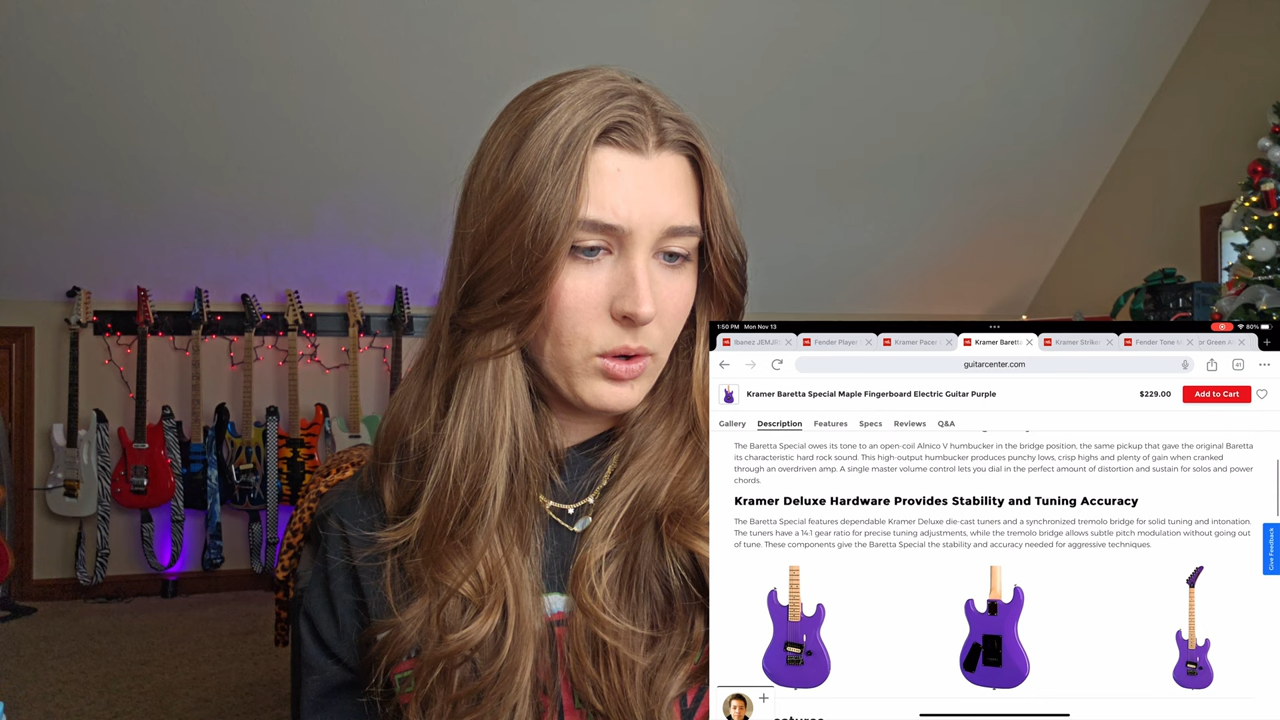 1:50 PM Mon Nov 13
80%
Ibanez JEMJR
Fender Player
Kramer Pacer
Kramer Baretta
Kramer Striker
Fender Tone M
or Green A
guitarcenter.com
41
Kramer Baretta Special Maple Fingerboard Electric Guitar Purple
$229.00
Add to Cart
Gallery
Description
Features
Specs
Reviews
Q&A
The Baretta Special owes its tone to an open-coil Alnico V humbucker in the bridge position, the same pickup that gave the original Baretta
its characteristic hard rock sound. This high-output humbucker produces punchy lows, crisp highs and plenty of gain when cranked
through an overdriven amp. A single master volume control lets you dial in the perfect amount of distortion and sustain for solos and power
chords.
Kramer Deluxe Hardware Provides Stability and Tuning Accuracy
The Baretta Special features dependable Kramer Deluxe die-cast tuners and a synchronized tremolo bridge for solid tuning and intonation.
The tuners have a 14:1 gear ratio for precise tuning adjustments, while the tremolo bridge allows subtle pitch modulation without going out
of tune. These components give the Baretta Special the stability and accuracy needed for aggressive techniques.
Give Feedback